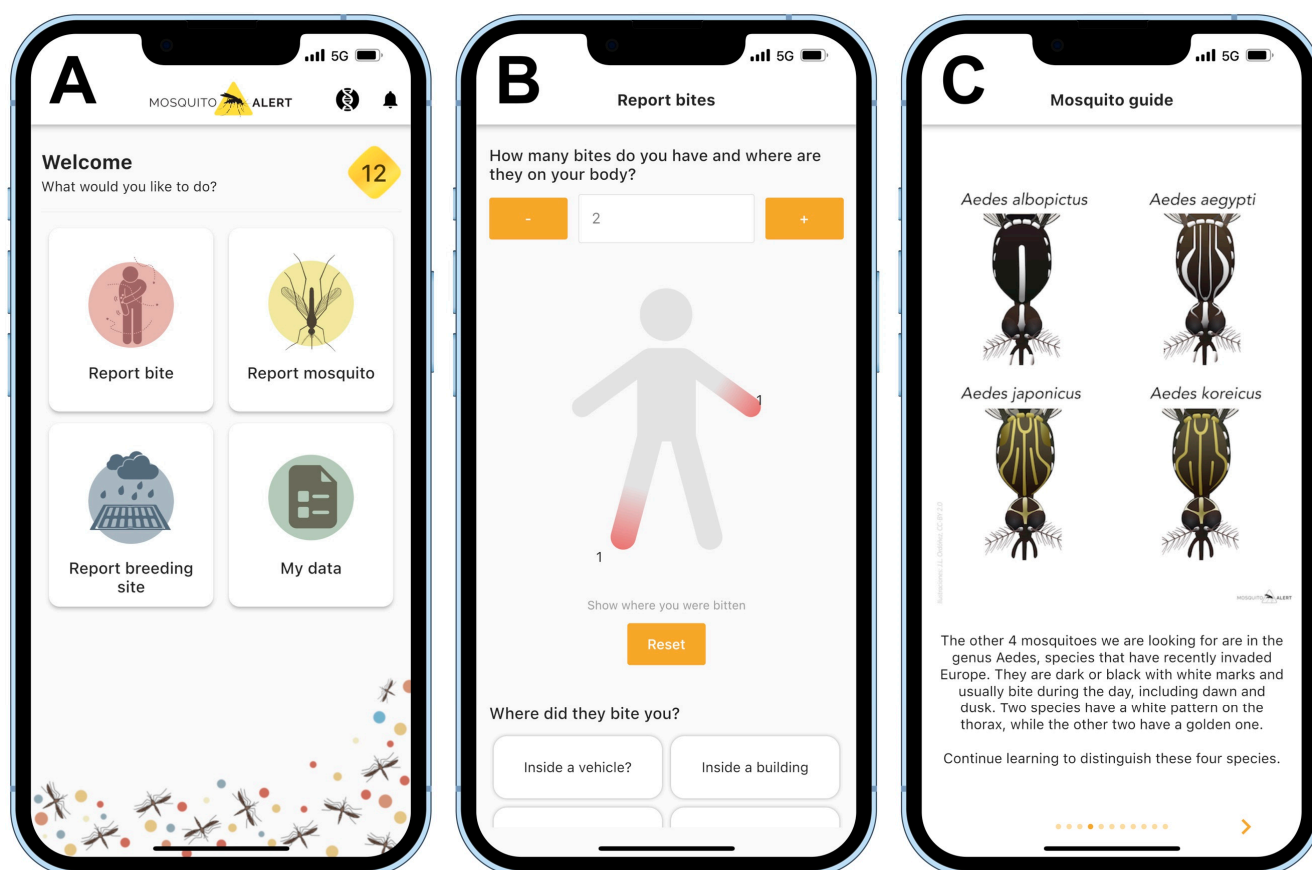 A
5G
MOSQUITO ALERT
Welcome
What would you like to do?
12
Report bite
Report mosquito
Report breeding
site
My data
B
5G
Report bites
How many bites do you have and where are
they on your body?
-
2
+
1
1
Show where you were bitten
Reset
Where did they bite you?
Inside a vehicle?
Inside a building
C
5G
Mosquito guide
Aedes albopictus
Aedes aegypti
Aedes japonicus
Aedes koreicus
MOSQUITO ALERT
The other 4 mosquitoes we are looking for are in the
genus Aedes, species that have recently invaded
Europe. They are dark or black with white marks and
usually bite during the day, including dawn and
dusk. Two species have a white pattern on the
thorax, while the other two have a golden one.
Continue learning to distinguish these four species.